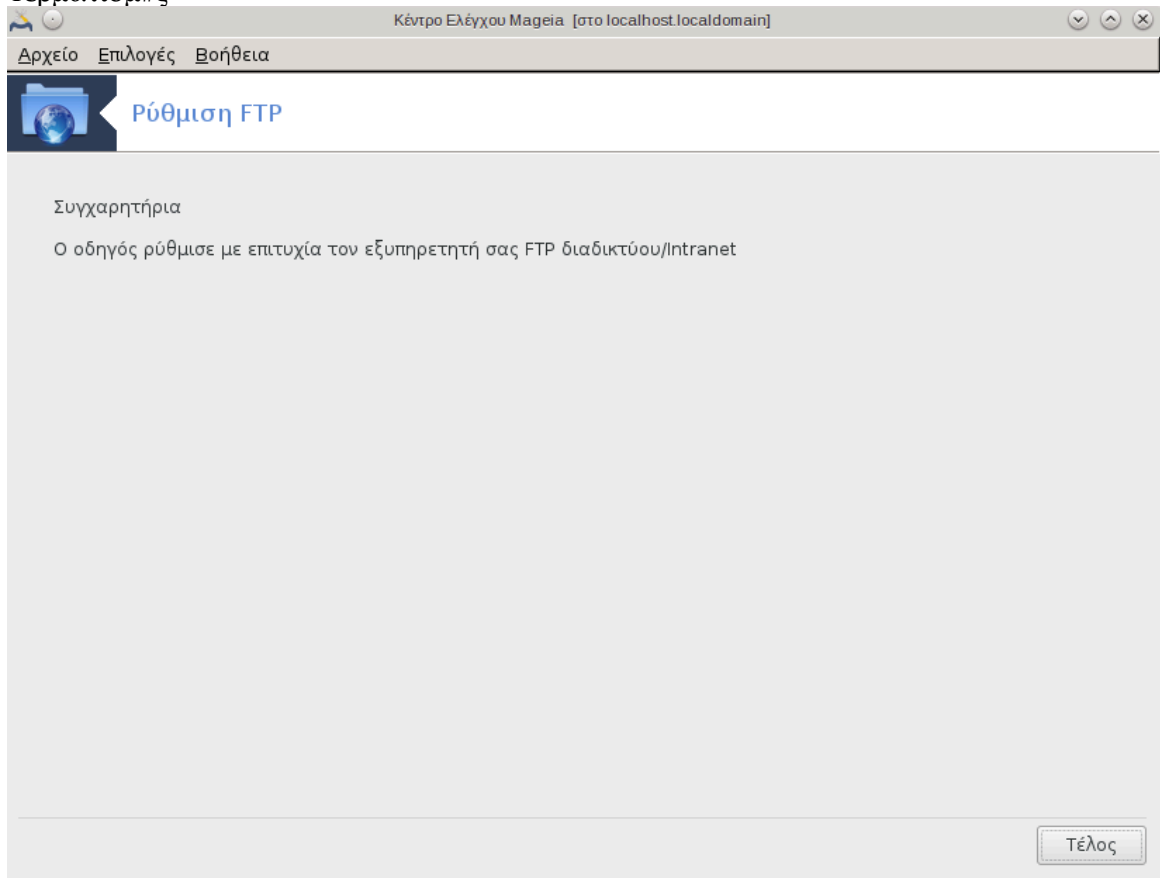 Κέντρο Ελέγχου Mageia [στο localhost.localdomain]
Αρχείο Επιλογές Βοήθεια
Ρύθμιση FTP
Συγχαρητήρια
Ο οδηγός ρύθμισε με επιτυχία τον εξυπηρετητή σας FTP διαδικτύου/Intranet
Τέλος